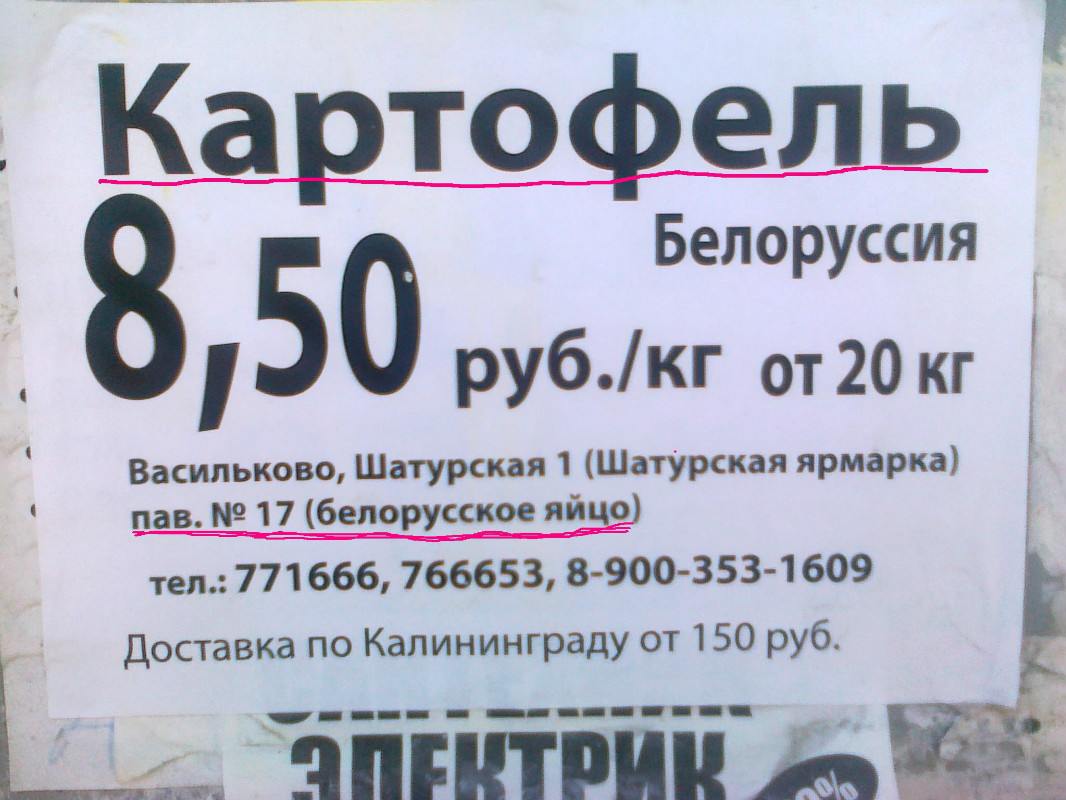 Картофель
Белоруссия
8,50 руб./кг от 20 кг
Васильково, Шатурская 1 (Шатурская ярмарка)
пав. № 17 (белорусское яйцо)
тел.: 771666, 766653, 8-900-353-1609
Доставка по Калининграду от 150 руб.
САНТЕХНИК
ЭЛЕКТРИК
%